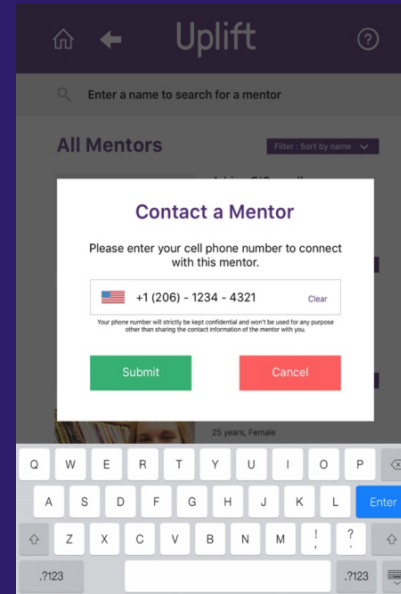 Uplift
?
Enter a name to search for a mentor
All Mentors
Filter : Sort by name
Contact a Mentor
Please enter your cell phone number to connect
with this mentor.
+1 (206) - 1234 - 4321 Clear
Your phone number will strictly be kept confidential and won't be used for any purpose
other than sharing the contact information of the mentor with you.
Submit Cancel
25 years, Female
Q W E R T Y U I O P
A S D F G H J K L Enter
Z X C V B N M ! , ? .
.?123 .?123